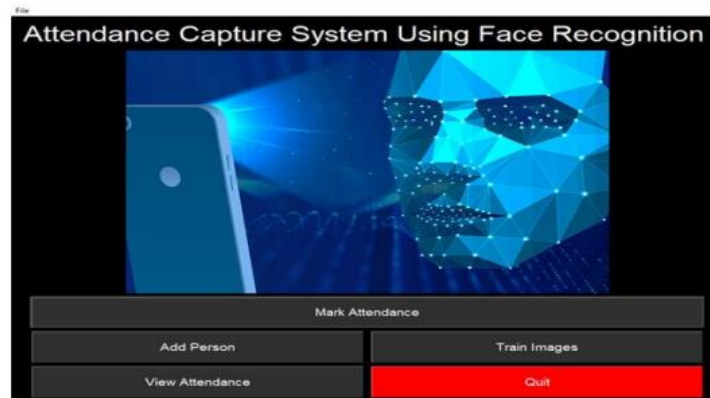 File
Attendance Capture System Using Face Recognition
Mark Attendance
Add Person
Train Images
View Attendance
Quit